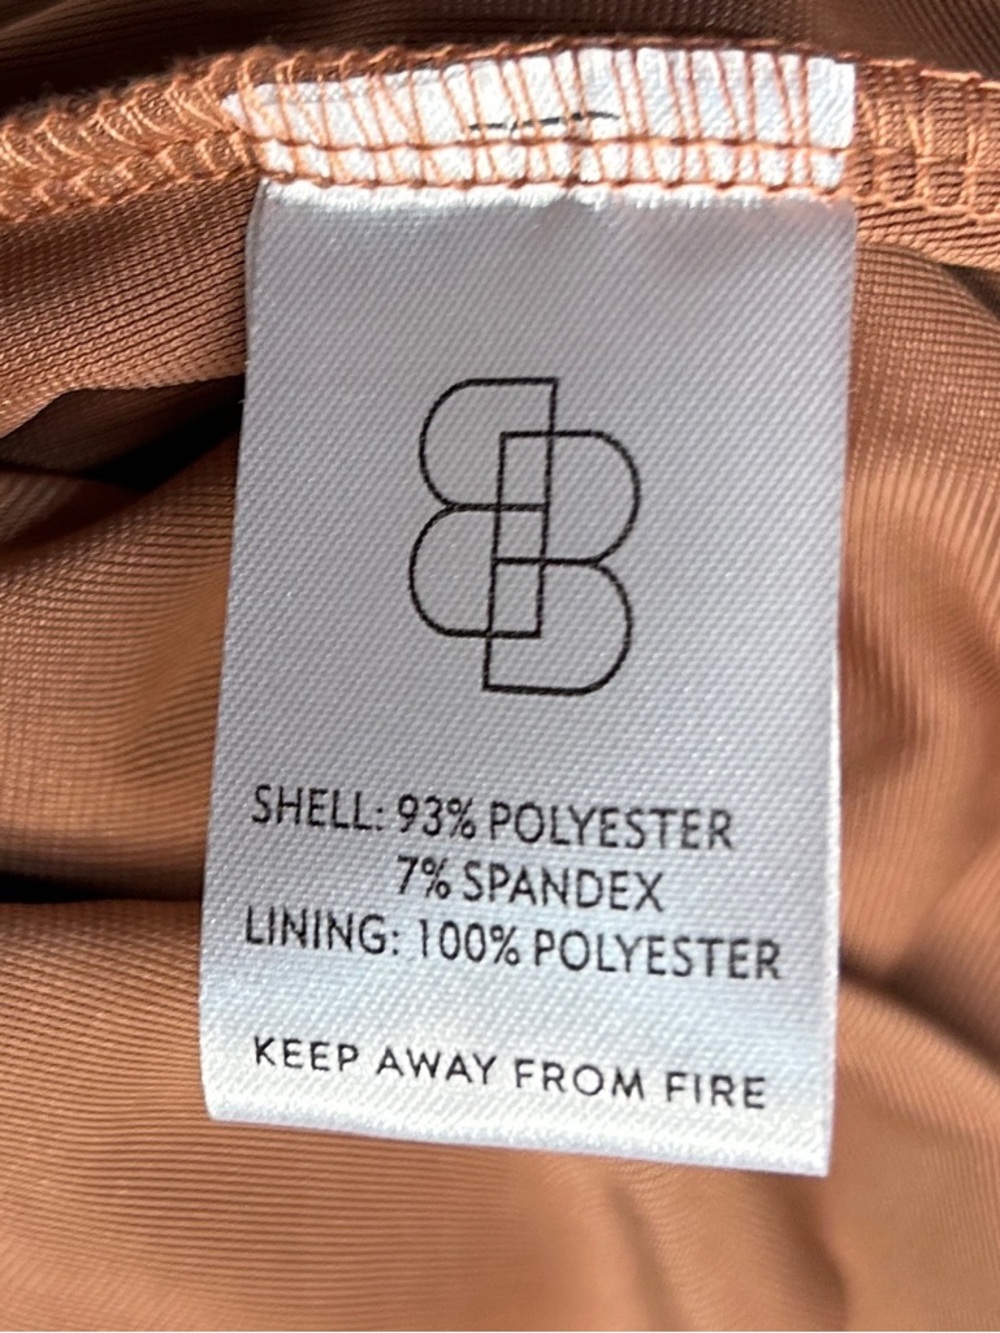 SHELL: 93% POLYESTER
7% SPANDEX
LINING: 100% POLYESTER
KEEP AWAY FROM FIRE